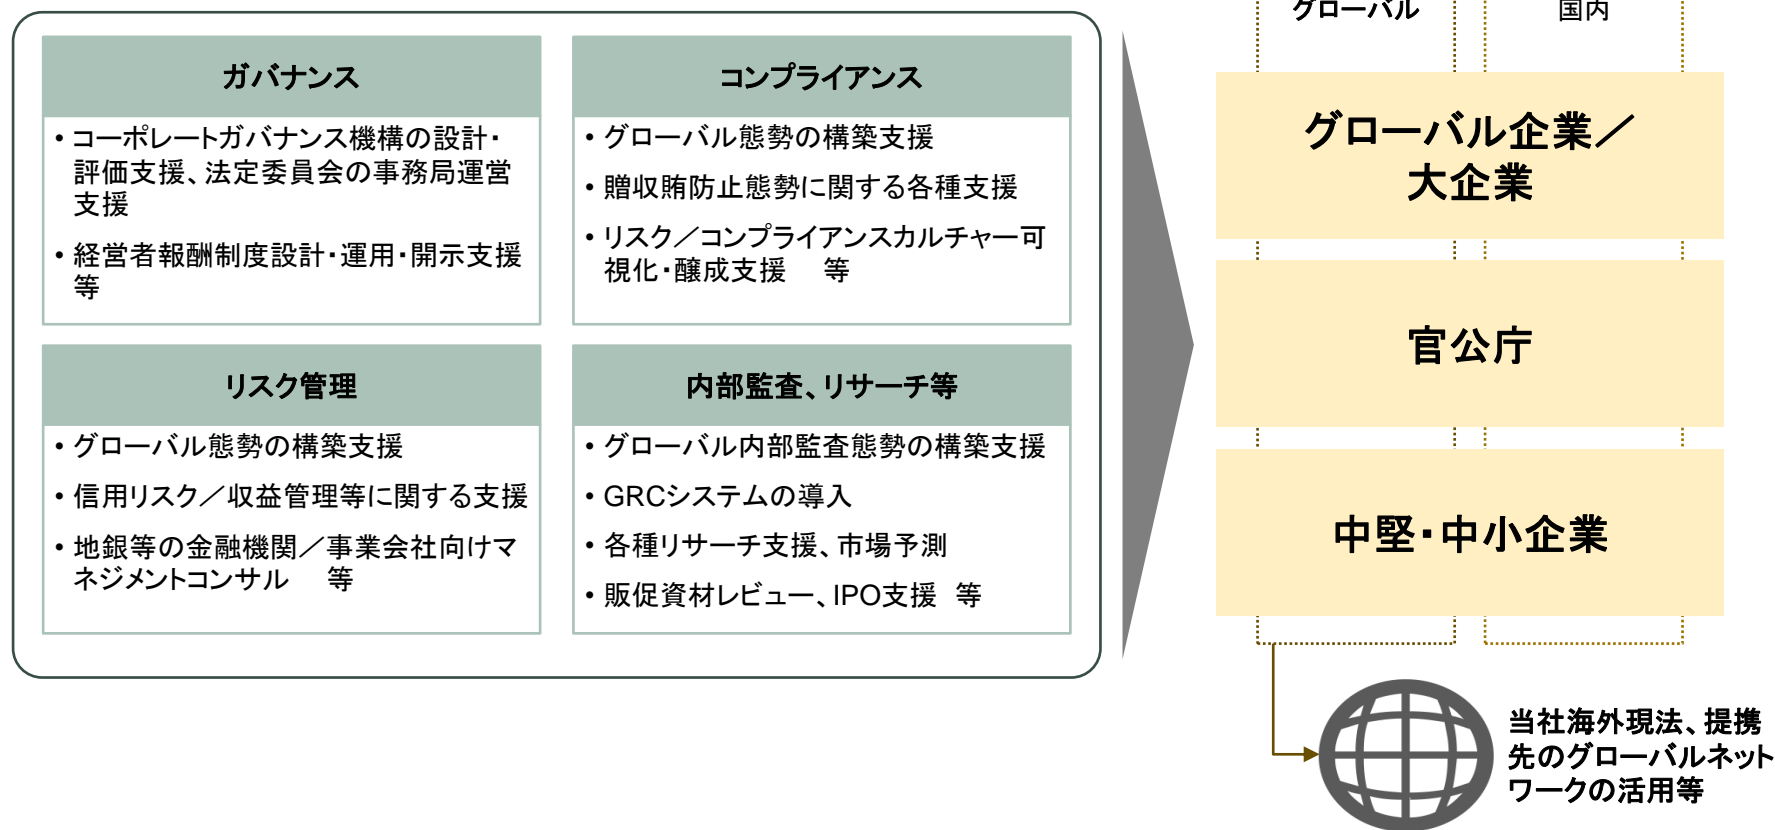 ガバナンス
・コーポレートガバナンス機構の設計・
評価支援、法定委員会の事務局運営
支援
・経営者報酬制度設計・運用・開示支援
等
コンプライアンス
・グローバル態勢の構築支援
・贈収賄防止態勢に関する各種支援
・リスク／コンプライアンスカルチャー可
視化・醸成支援　等
リスク管理
・グローバル態勢の構築支援
・信用リスク／収益管理等に関する支援
・地銀等の金融機関／事業会社向けマ
ネジメントコンサル　等
内部監査、リサーチ等
・グローバル内部監査態勢の構築支援
・GRCシステムの導入
・各種リサーチ支援、市場予測
・販促資材レビュー、IPO支援　等
グローバル
国内
グローバル企業／
大企業
官公庁
中堅・中小企業
当社海外現法、提携
先のグローバルネット
ワークの活用等